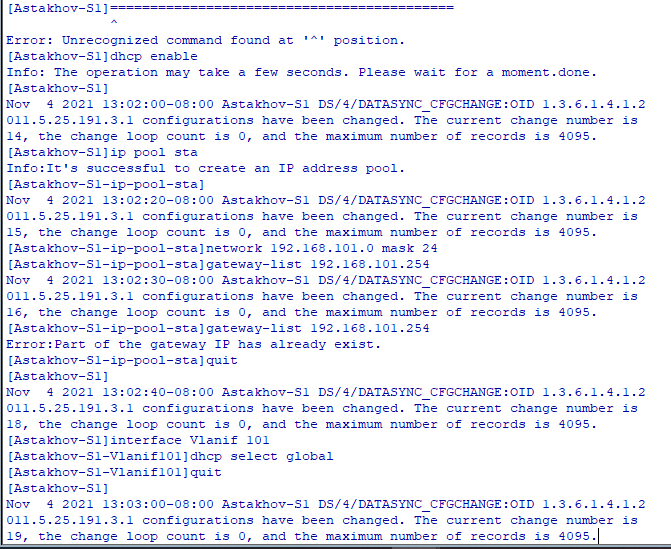 [Astakhov-S1]===========================================
             ^
Error: Unrecognized command found at '^' position.
[Astakhov-S1]dhcp enable
Info: The operation may take a few seconds. Please wait for a moment.done.
[Astakhov-S1]
Nov  4 2021 13:02:00-08:00 Astakhov-S1 DS/4/DATASYNC_CFGCHANGE:OID 1.3.6.1.4.1.2
011.5.25.191.3.1 configurations have been changed. The current change number is
14, the change loop count is 0, and the maximum number of records is 4095.
[Astakhov-S1]ip pool sta
Info:It's successful to create an IP address pool.
[Astakhov-S1-ip-pool-sta]
Nov  4 2021 13:02:20-08:00 Astakhov-S1 DS/4/DATASYNC_CFGCHANGE:OID 1.3.6.1.4.1.2
011.5.25.191.3.1 configurations have been changed. The current change number is
15, the change loop count is 0, and the maximum number of records is 4095.
[Astakhov-S1-ip-pool-sta]network 192.168.101.0 mask 24
[Astakhov-S1-ip-pool-sta]gateway-list 192.168.101.254
Nov  4 2021 13:02:30-08:00 Astakhov-S1 DS/4/DATASYNC_CFGCHANGE:OID 1.3.6.1.4.1.2
011.5.25.191.3.1 configurations have been changed. The current change number is
16, the change loop count is 0, and the maximum number of records is 4095.
[Astakhov-S1-ip-pool-sta]gateway-list 192.168.101.254
Error:Part of the gateway IP has already exist.
[Astakhov-S1-ip-pool-sta]quit
[Astakhov-S1]
Nov  4 2021 13:02:40-08:00 Astakhov-S1 DS/4/DATASYNC_CFGCHANGE:OID 1.3.6.1.4.1.2
011.5.25.191.3.1 configurations have been changed. The current change number is
18, the change loop count is 0, and the maximum number of records is 4095.
[Astakhov-S1]interface Vlanif 101
[Astakhov-S1-Vlanif101]dhcp select global
[Astakhov-S1-Vlanif101]quit
[Astakhov-S1]
Nov  4 2021 13:03:00-08:00 Astakhov-S1 DS/4/DATASYNC_CFGCHANGE:OID 1.3.6.1.4.1.2
011.5.25.191.3.1 configurations have been changed. The current change number is
19, the change loop count is 0, and the maximum number of records is 4095.